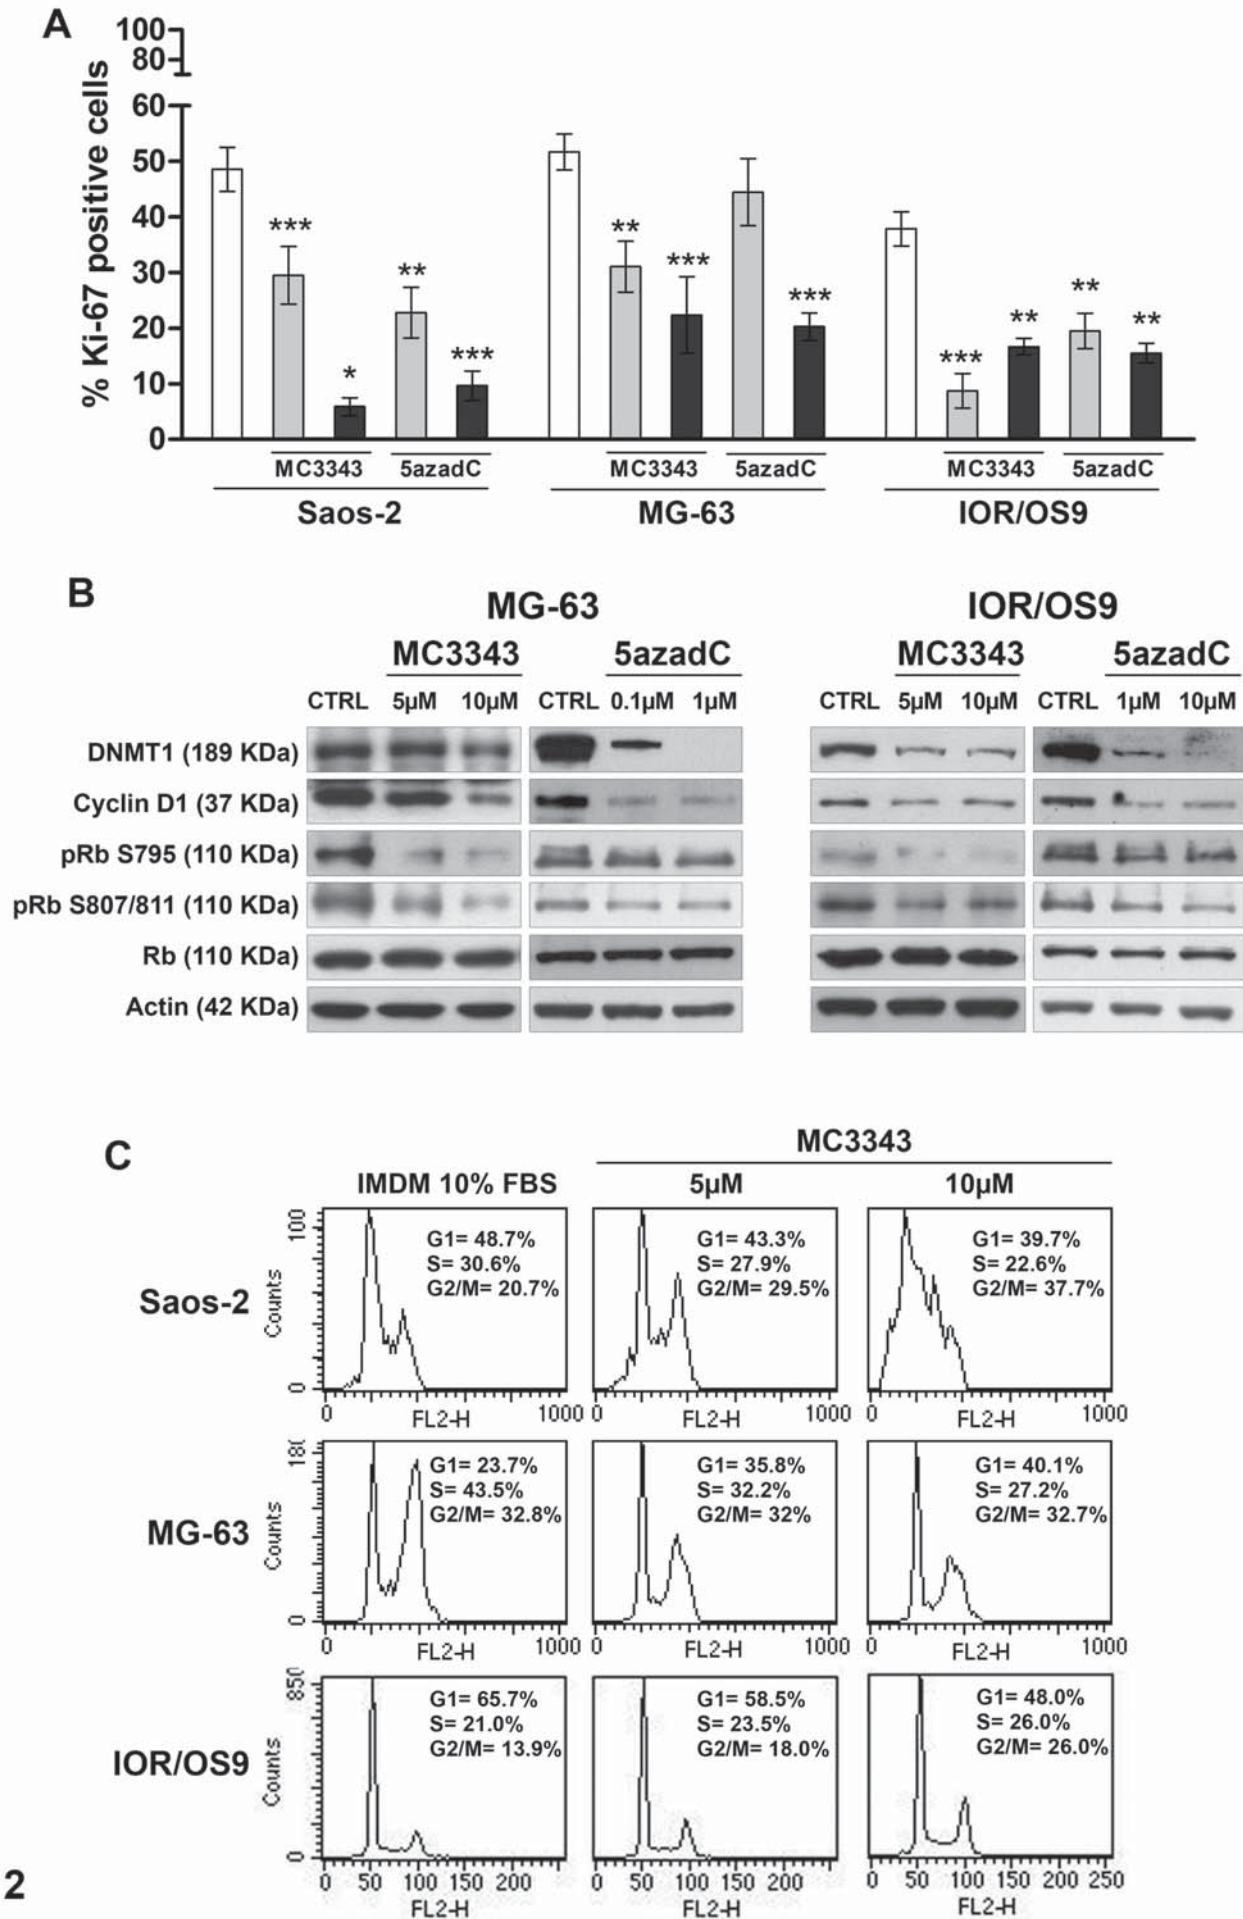 A
100
80
60
50
40
30
20
10
0
% Ki-67 positive cells
*** * ** ***
** *** ***
*** ** ** **
MC3343 5azadC MC3343 5azadC MC3343 5azadC
Saos-2 MG-63 IOR/OS9
B
MG-63 IOR/OS9
MC3343 5azadC MC3343 5azadC
CTRL 5µM 10µM CTRL 0.1µM 1µM CTRL 5µM 10µM CTRL 1µM 10µM
DNMT1 (189 KDa)
Cyclin D1 (37 KDa)
pRb S795 (110 KDa)
pRb S807/811 (110 KDa)
Rb (110 KDa)
Actin (42 KDa)
C
MC3343
IMDM 10% FBS 5µM 10µM
Saos-2
Counts
100
0
G1= 48.7%
S= 30.6%
G2/M= 20.7%
G1= 43.3%
S= 27.9%
G2/M= 29.5%
G1= 39.7%
S= 22.6%
G2/M= 37.7%
0 1000 0 1000 0 1000
FL2-H FL2-H FL2-H
MG-63
Counts
0
G1= 23.7%
S= 43.5%
G2/M= 32.8%
G1= 35.8%
S= 32.2%
G2/M= 32%
G1= 40.1%
S= 27.2%
G2/M= 32.7%
0 1000 0 1000 0 1000
FL2-H FL2-H FL2-H
IOR/OS9
Counts
0
G1= 65.7%
S= 21.0%
G2/M= 13.9%
G1= 58.5%
S= 23.5%
G2/M= 18.0%
G1= 48.0%
S= 26.0%
G2/M= 26.0%
0 50 100 150 200 0 50 100 150 200 0 50 100 150 200 250
FL2-H FL2-H FL2-H
2